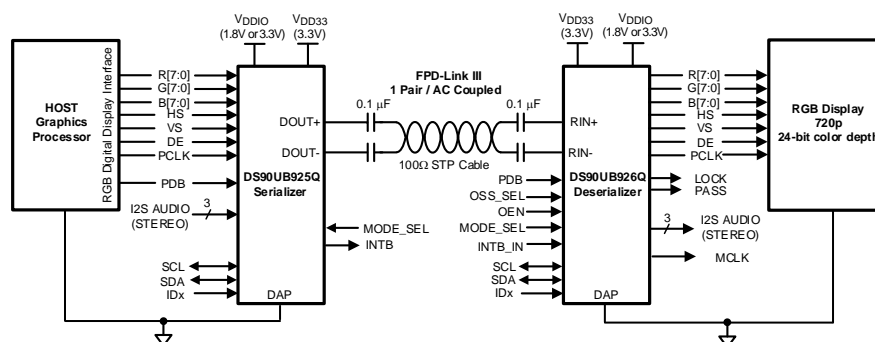 VDDIO
(1.8V or 3.3V)
VDD33
(3.3V)
HOST
Graphics
Processor
RGB Digital Display Interface
R[7:0]
G[7:0]
B[7:0]
HS
VS
DE
PCLK
PDB
I2S AUDIO
(STEREO)
3
SCL
SDA
IDx
DOUT+
DOUT-
DS90UB925Q
Serializer
DAP
MODE_SEL
INTB
FPD-Link III
1 Pair / AC Coupled
0.1 μF
0.1 μF
100Ω STP Cable
VDD33
(3.3V)
VDDIO
(1.8V or 3.3V)
PDB
OSS_SEL
OEN
MODE_SEL
INTB_IN
SCL
SDA
IDx
RIN+
RIN-
DS90UB926Q
Deserializer
DAP
R[7:0]
G[7:0]
B[7:0]
HS
VS
DE
PCLK
LOCK
PASS
3
I2S AUDIO
(STEREO)
MCLK
RGB Display
720p
24-bit color depth